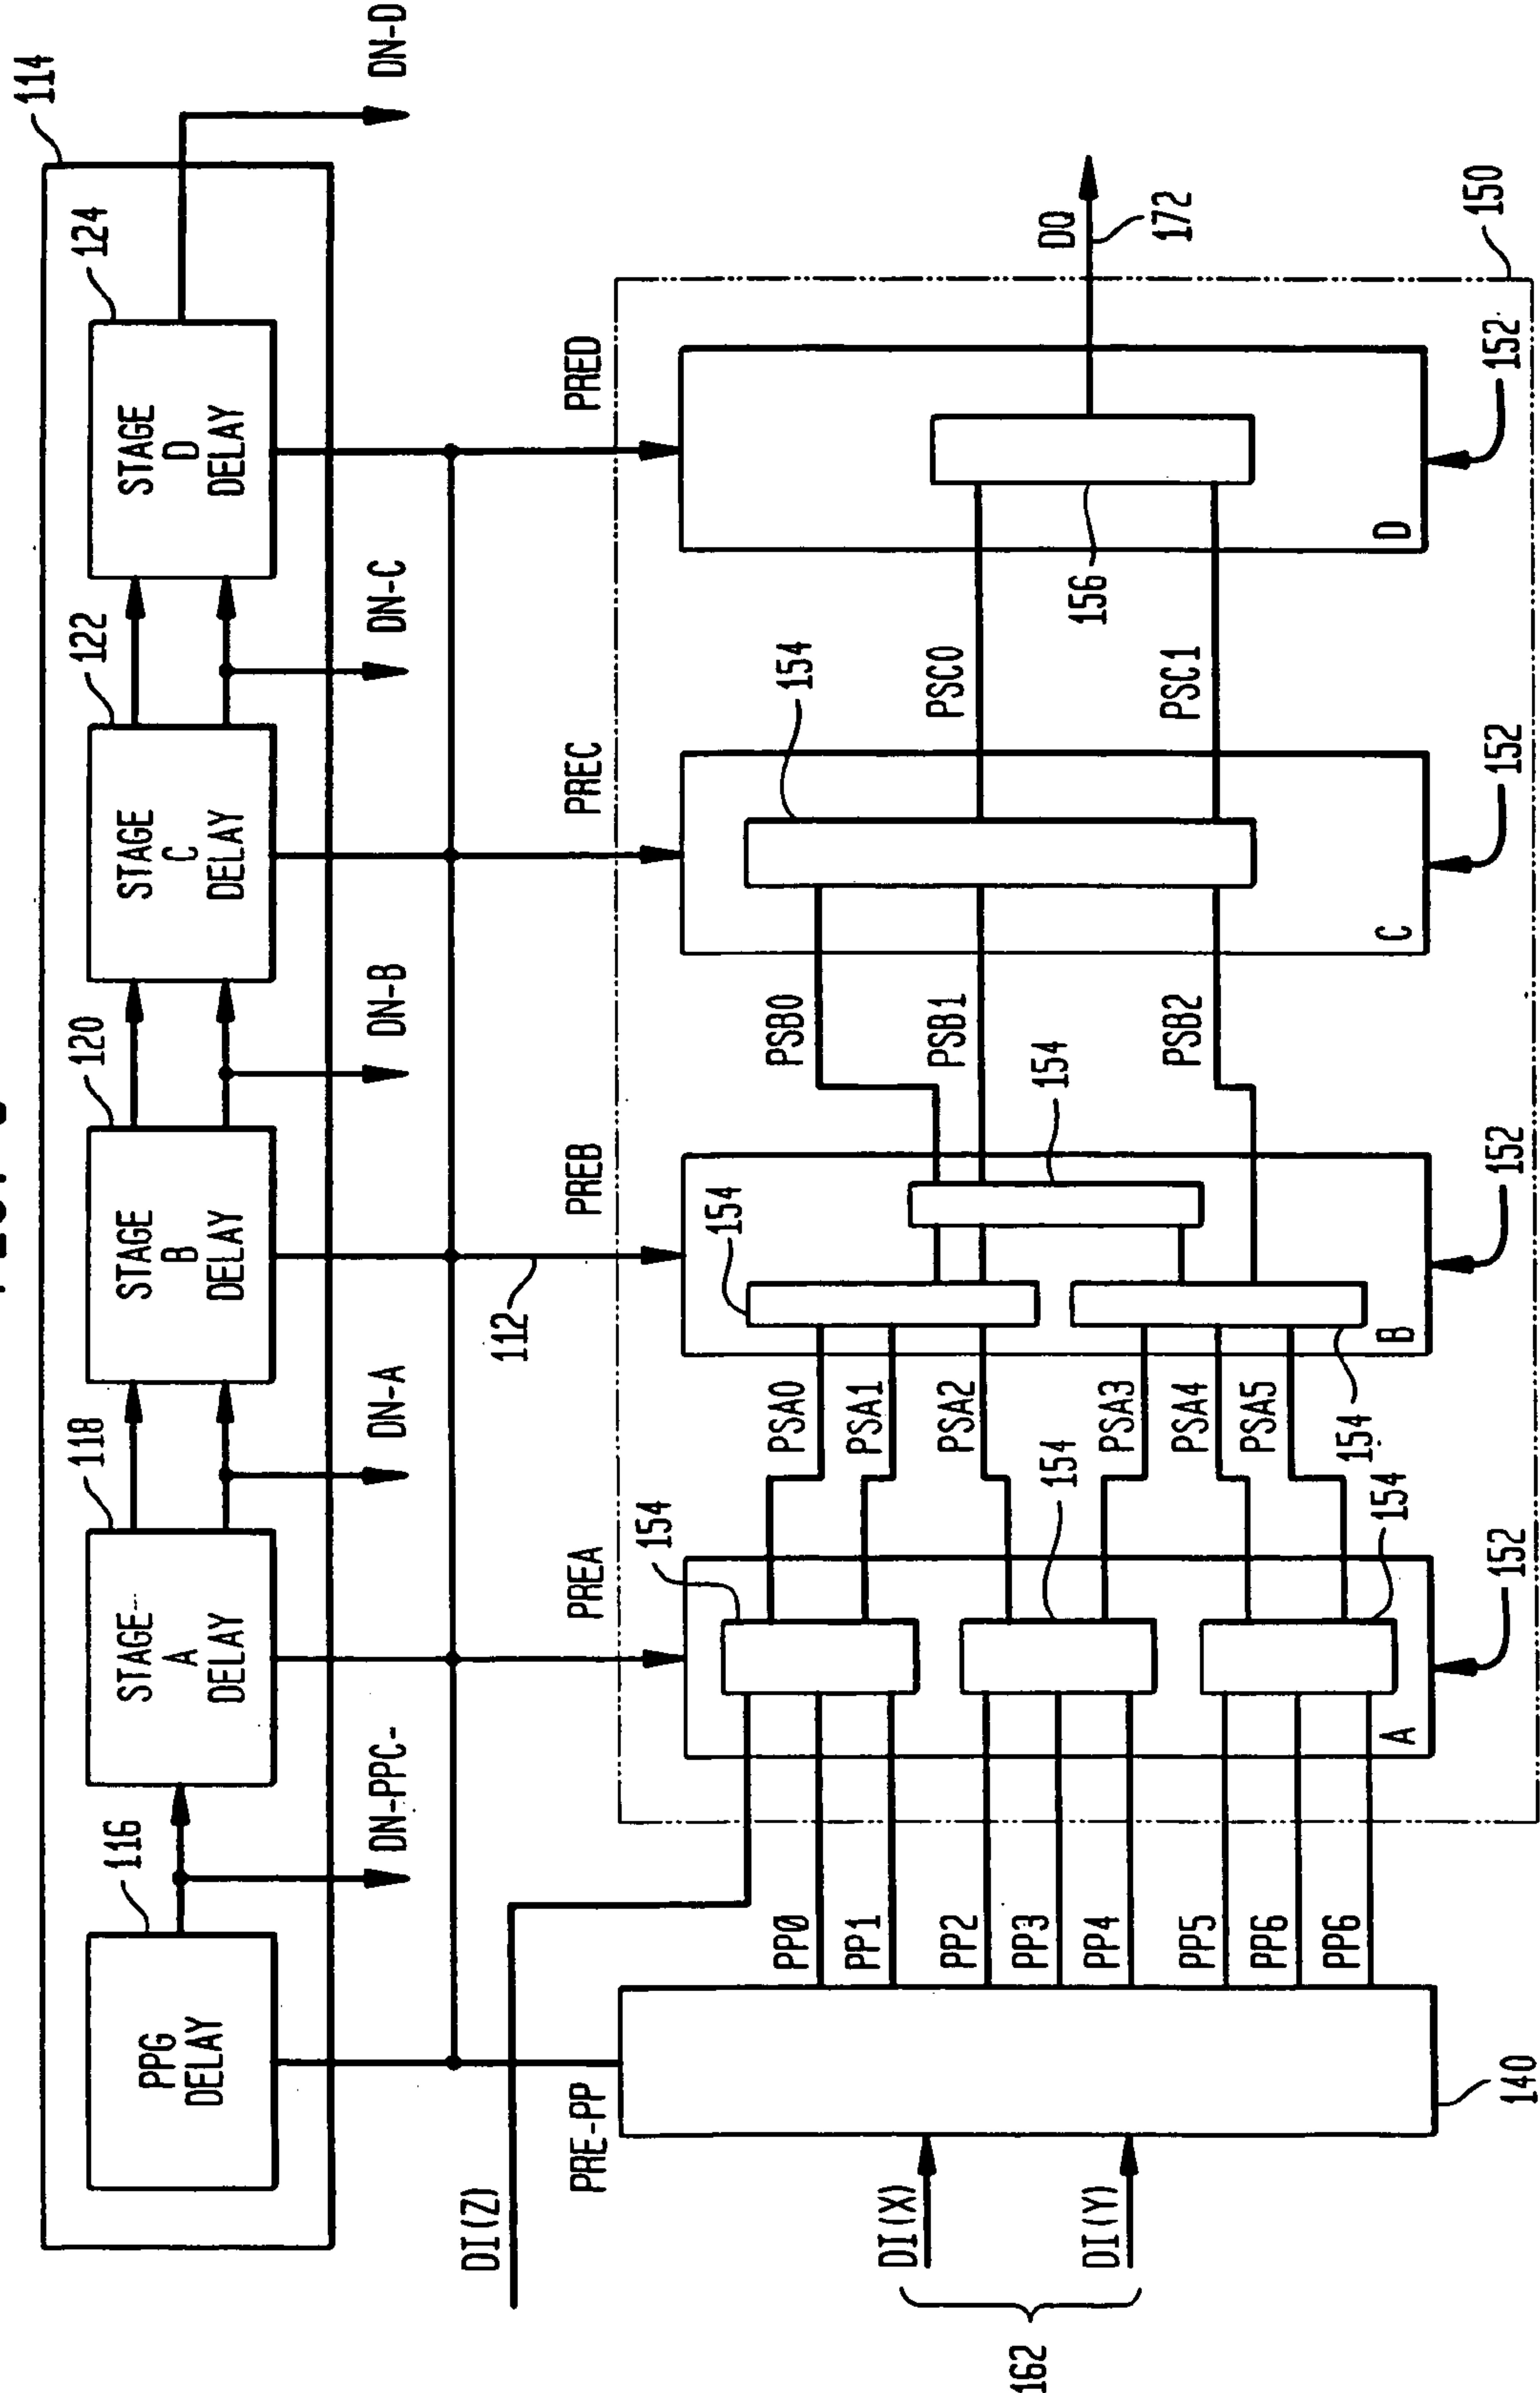 114
116
PPG
DELAY
118
STAGE
A
DELAY
120
STAGE
B
DELAY
122
STAGE
C
DELAY
124
STAGE
D
DELAY
DN-PPC-
DN-A
DN-B
DN-C
DN-D
112
DI(Z)
PRE-PP
PREA
PREB
PREC
PRED
162
DI(X)
DI(Y)
140
PP0
PP1
PP2
PP3
PP4
PP5
PP6
PP6
154
154
154
A
152
PSA0
PSA1
PSA2
PSA3
PSA4
PSA5
154
154
154
B
152
PSB0
PSB1
PSB2
154
C
152
PSC0
PSC1
156
D
152
DQ
172
150